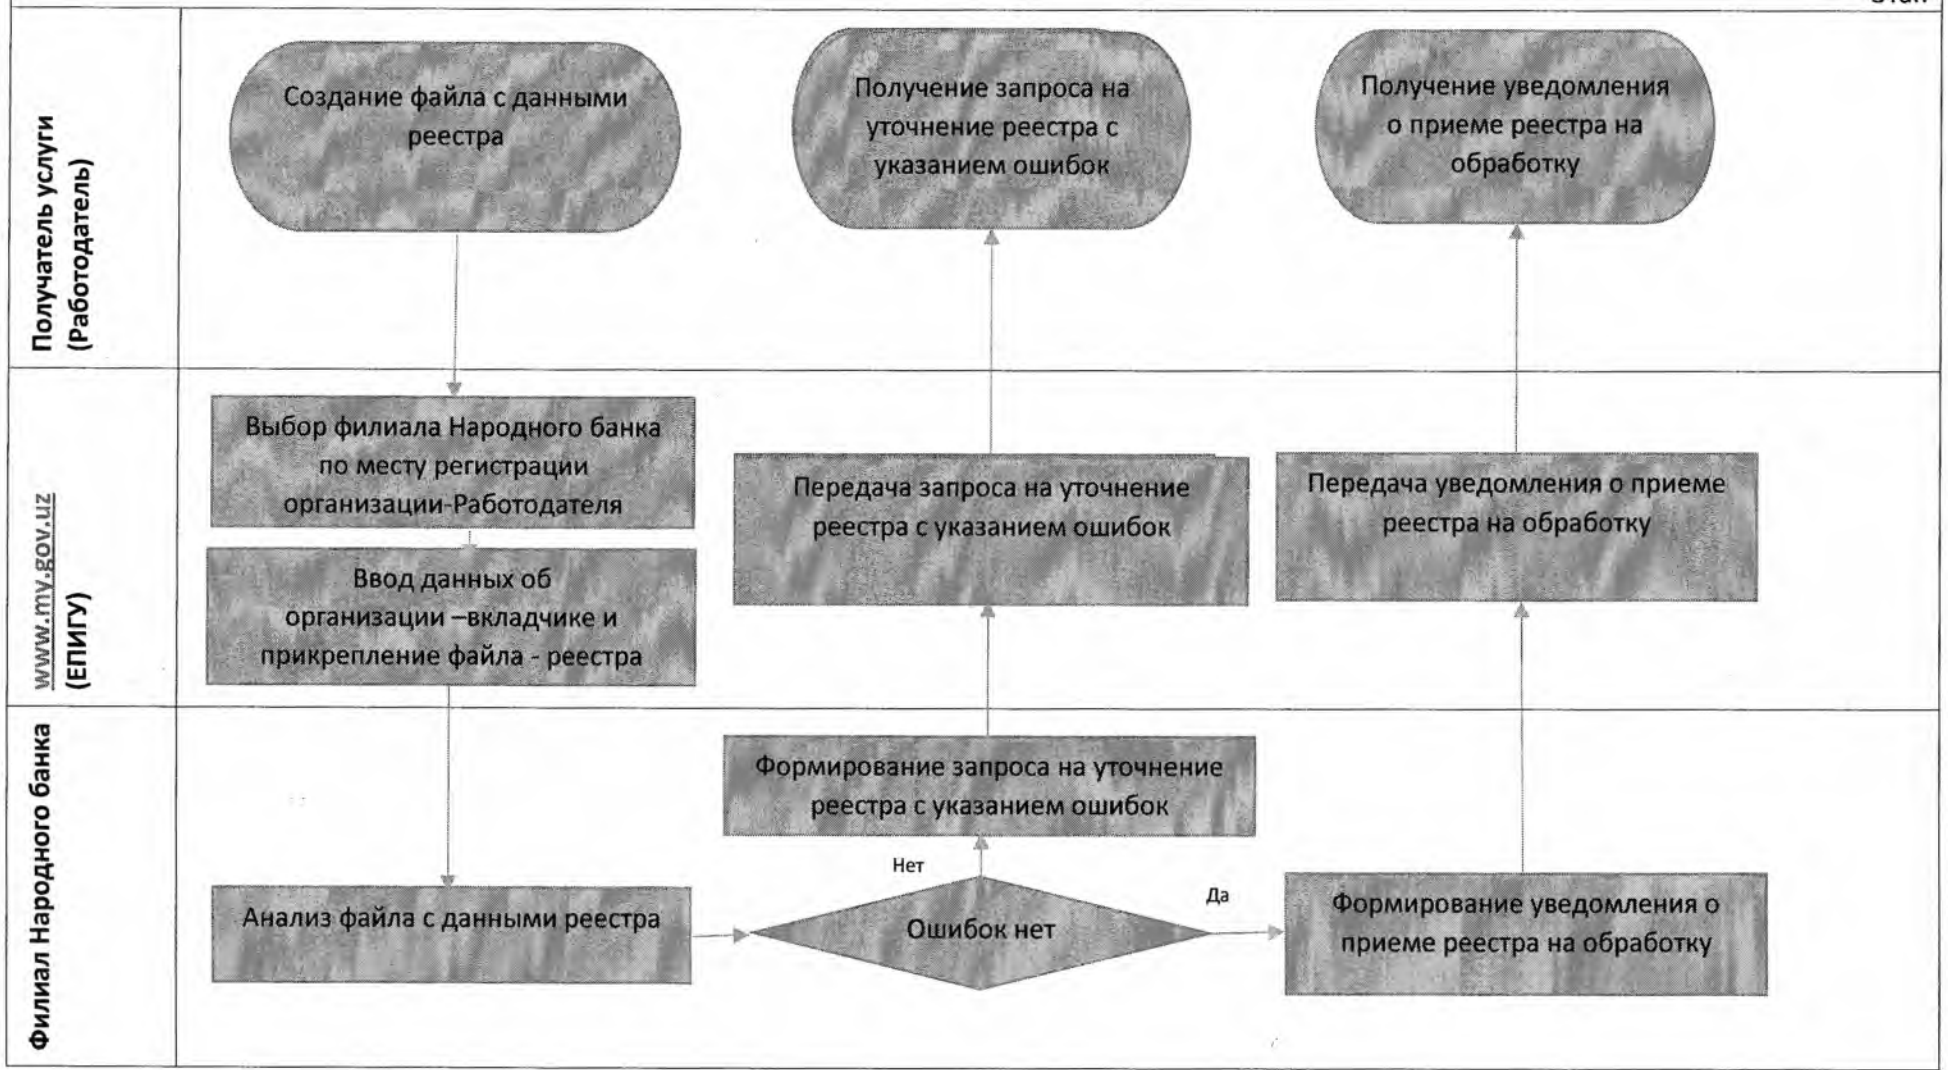 Получатель услуги
(Работодатель)
Создание файла с данными
реестра
Получение запроса на
уточнение реестра с
указанием ошибок
Получение уведомления
о приеме реестра на
обработку
www.my.gov.uz
(ЕПИГУ)
Выбор филиала Народного банка
по месту регистрации
организации-Работодателя
Ввод данных об
организации –вкладчике и
прикрепление файла - реестра
Передача запроса на уточнение
реестра с указанием ошибок
Передача уведомления о приеме
реестра на обработку
Филиал Народного банка
Формирование запроса на уточнение
реестра с указанием ошибок
Нет
Анализ файла с данными реестра
Ошибок нет
Да
Формирование уведомления о
приеме реестра на обработку